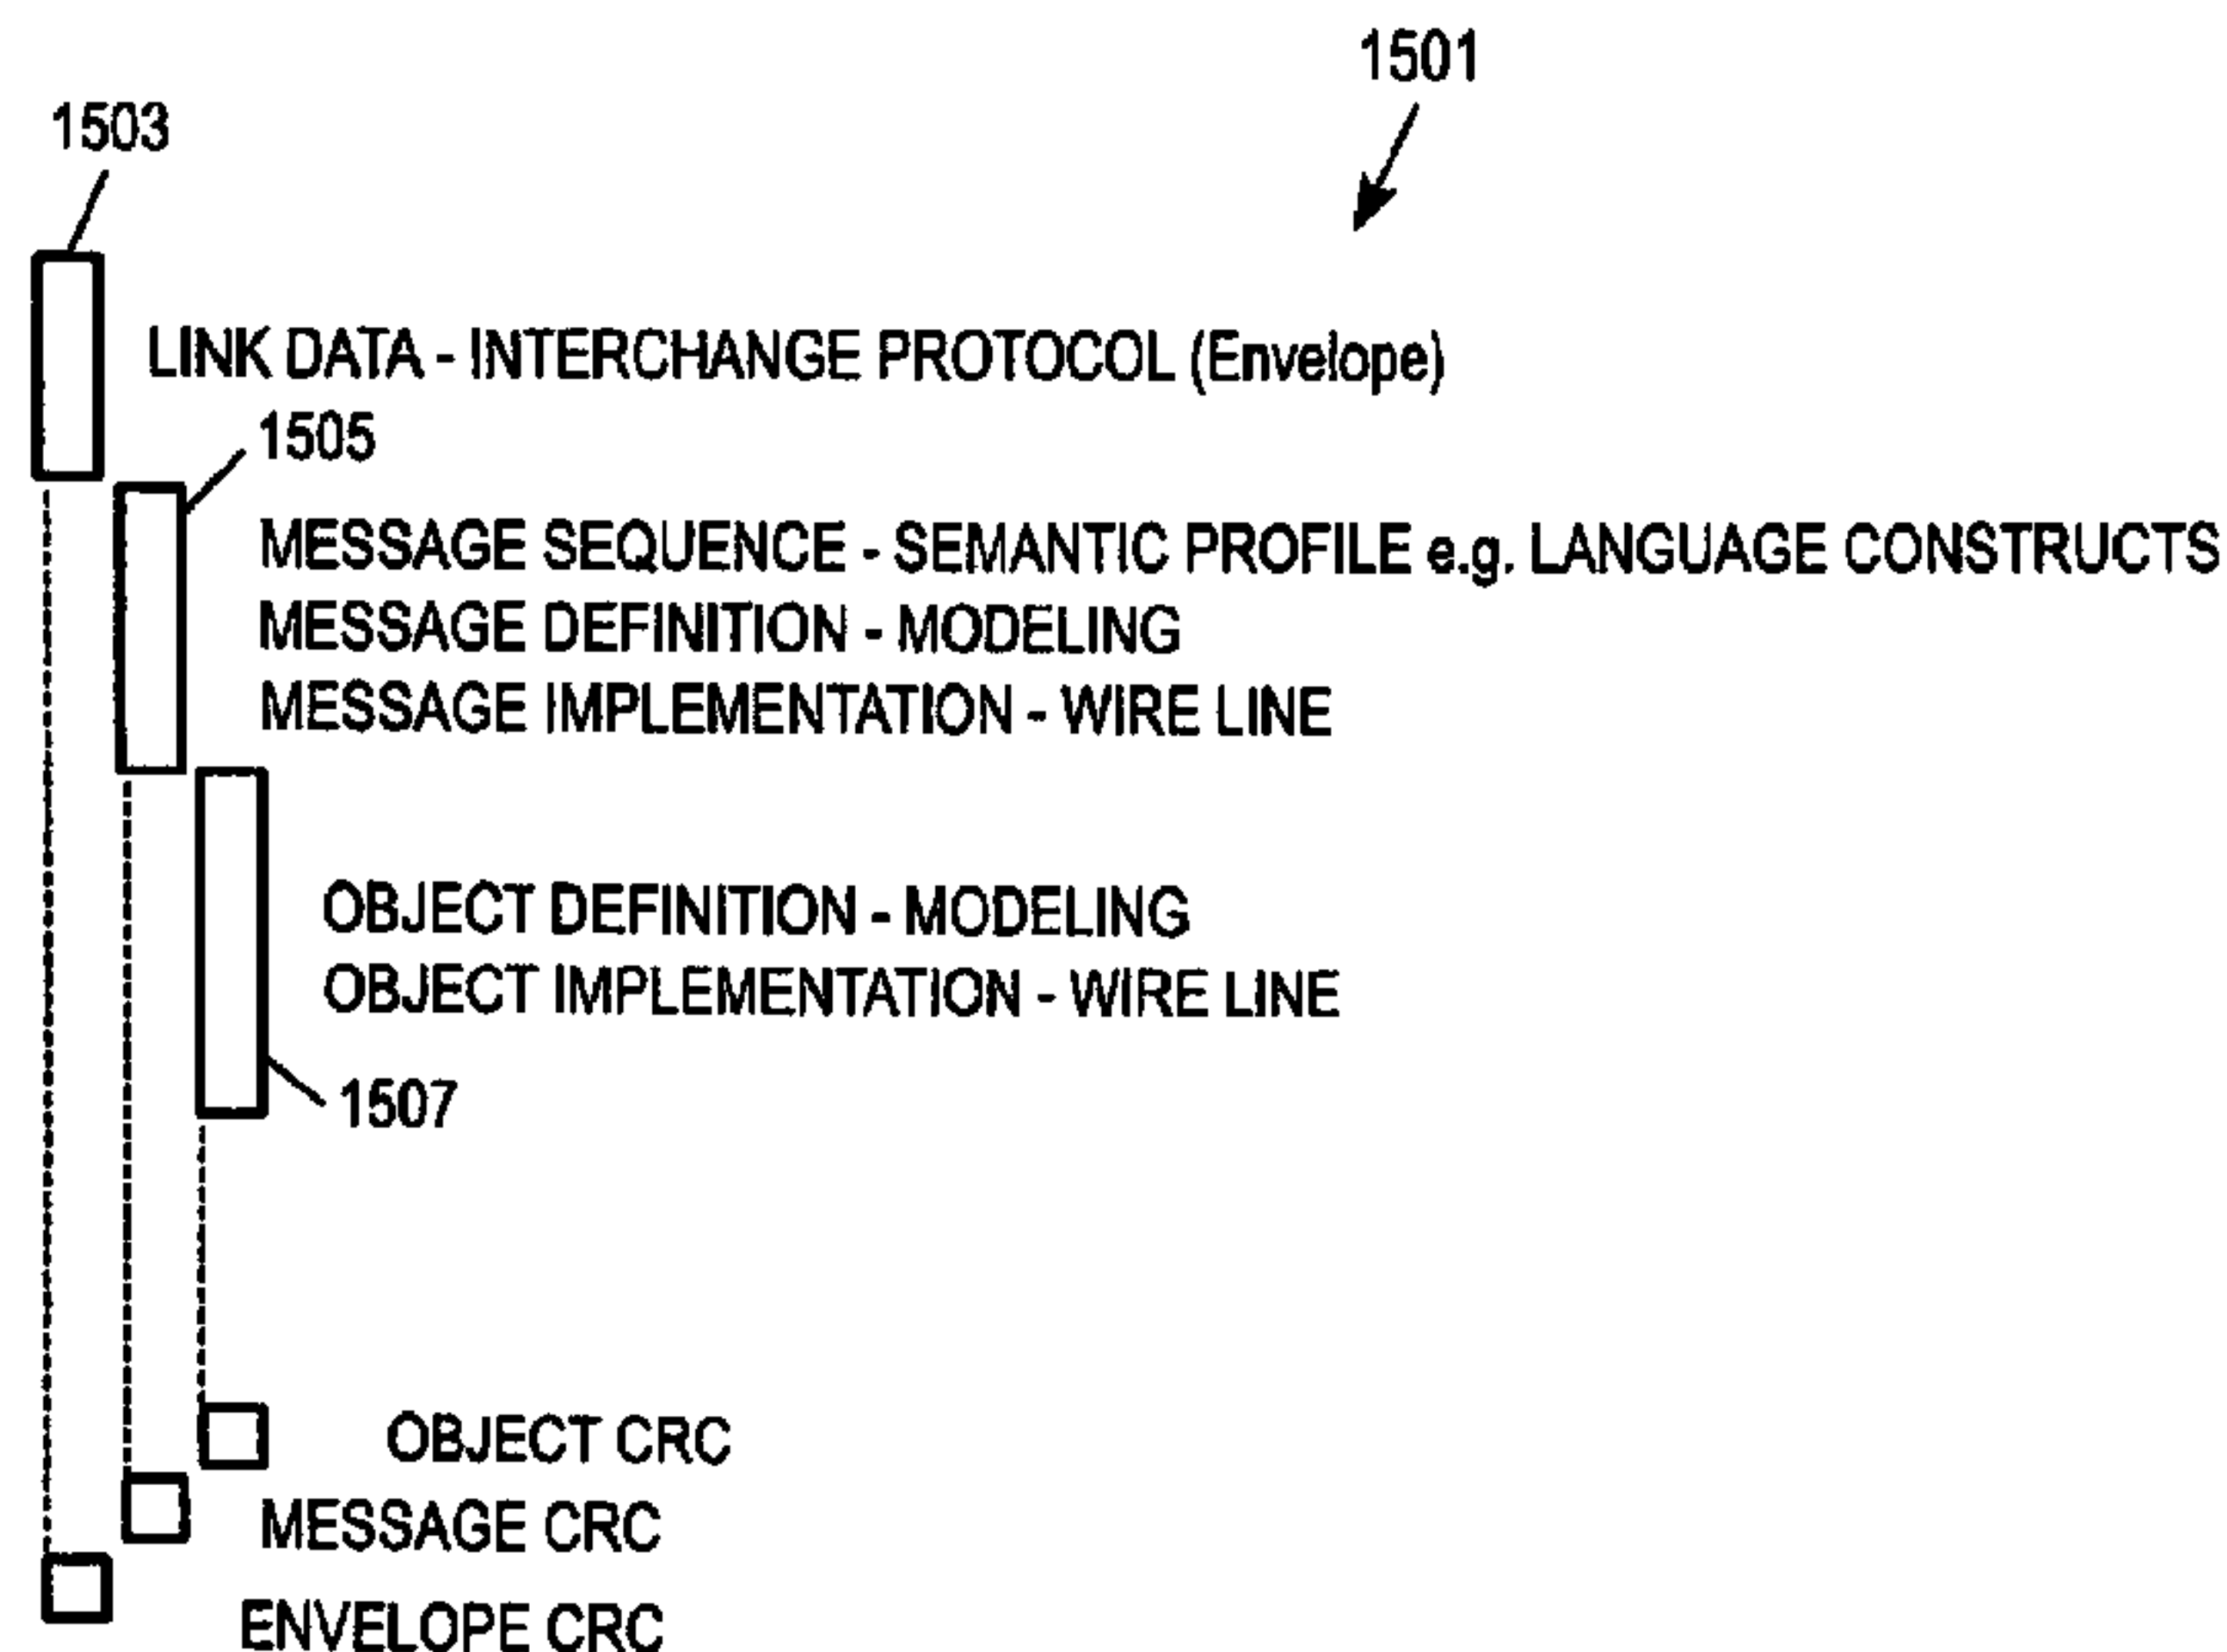 1501
1503
LINK DATA - INTERCHANGE PROTOCOL (Envelope)
1505
MESSAGE SEQUENCE - SEMANTIC PROFILE e.g. LANGUAGE CONSTRUCTS
MESSAGE DEFINITION - MODELING
MESSAGE IMPLEMENTATION - WIRE LINE
OBJECT DEFINITION - MODELING
OBJECT IMPLEMENTATION - WIRE LINE
1507
OBJECT CRC
MESSAGE CRC
ENVELOPE CRC